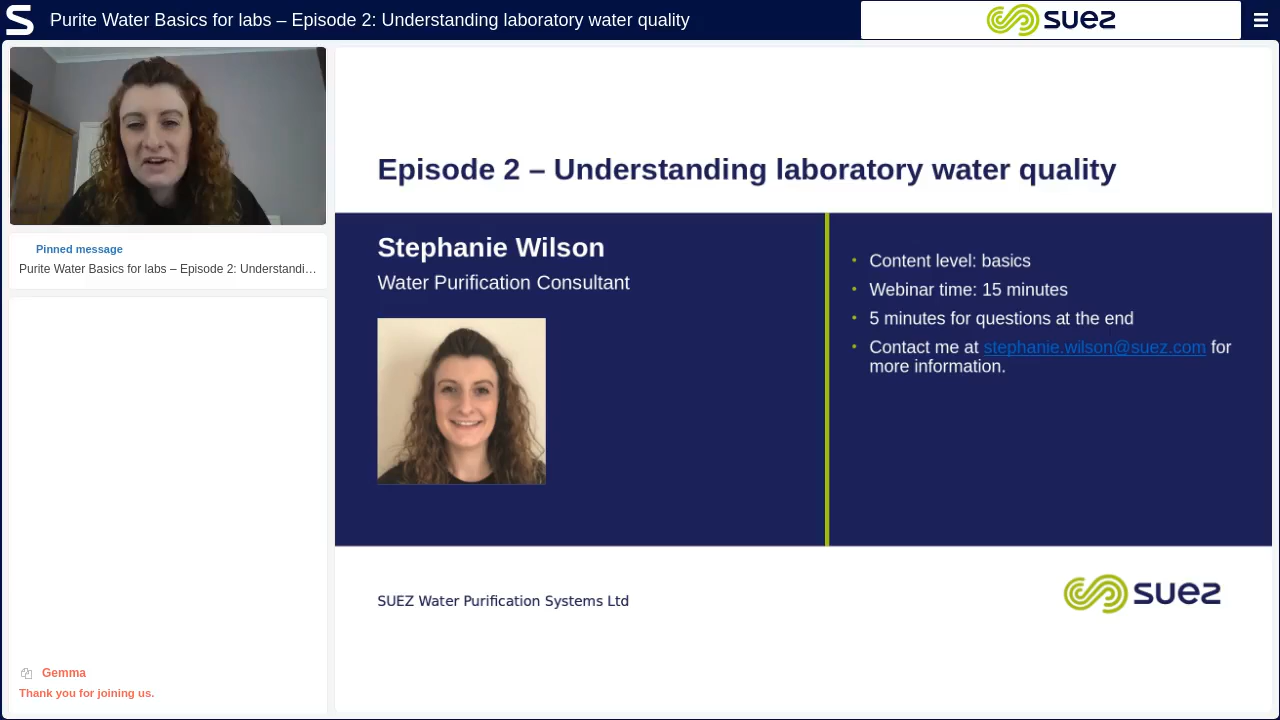 Purite Water Basics for labs – Episode 2: Understanding laboratory water quality
suez
Pinned message
Purite Water Basics for labs – Episode 2: Understandi…
Gemma
Thank you for joining us.
Episode 2 – Understanding laboratory water quality
Stephanie Wilson
Water Purification Consultant
• Content level: basics
• Webinar time: 15 minutes
• 5 minutes for questions at the end
• Contact me at stephanie.wilson@suez.com for
more information.
SUEZ Water Purification Systems Ltd
suez